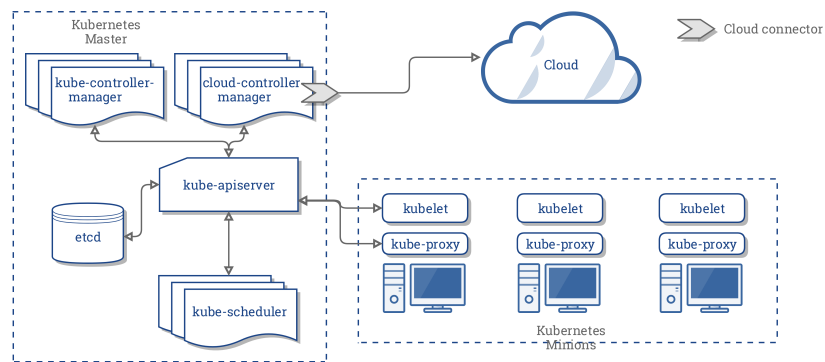 Kubernetes
Master
Cloud connector
kube-controller-
manager
cloud-controller
manager
Cloud
kube-apiserver
etcd
kube-scheduler
kubelet
kubelet
kubelet
kube-proxy
kube-proxy
kube-proxy
Kubernetes
Minions